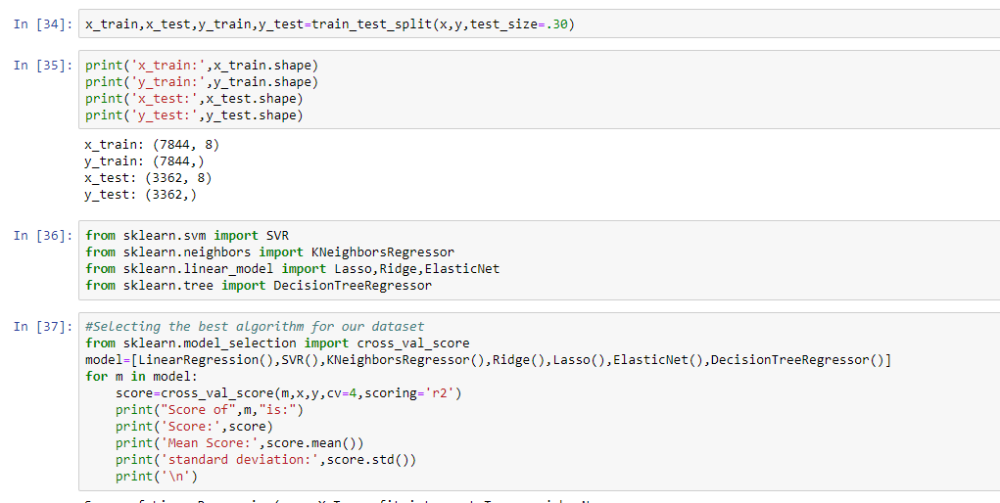 In [34]: x_train,x_test,y_train,y_test=train_test_split(x,y,test_size=.30)
In [35]: print('x_train:',x_train.shape)
print('y_train:',y_train.shape)
print('x_test:',x_test.shape)
print('y_test:',y_test.shape)
x_train: (7844, 8)
y_train: (7844,)
x_test: (3362, 8)
y_test: (3362,)
In [36]: from sklearn.svm import SVR
from sklearn.neighbors import KNeighborsRegressor
from sklearn.linear_model import Lasso,Ridge,ElasticNet
from sklearn.tree import DecisionTreeRegressor
In [37]: #Selecting the best algorithm for our dataset
from sklearn.model_selection import cross_val_score
model=[LinearRegression(),SVR(),KNeighborsRegressor(),Ridge(),Lasso(),ElasticNet(),DecisionTreeRegressor()]
for m in model:
    score=cross_val_score(m,x,y,cv=4,scoring='r2')
    print("Score of",m,"is:")
    print('Score:',score)
    print('Mean Score:',score.mean())
    print('standard deviation:',score.std())
    print('\n')